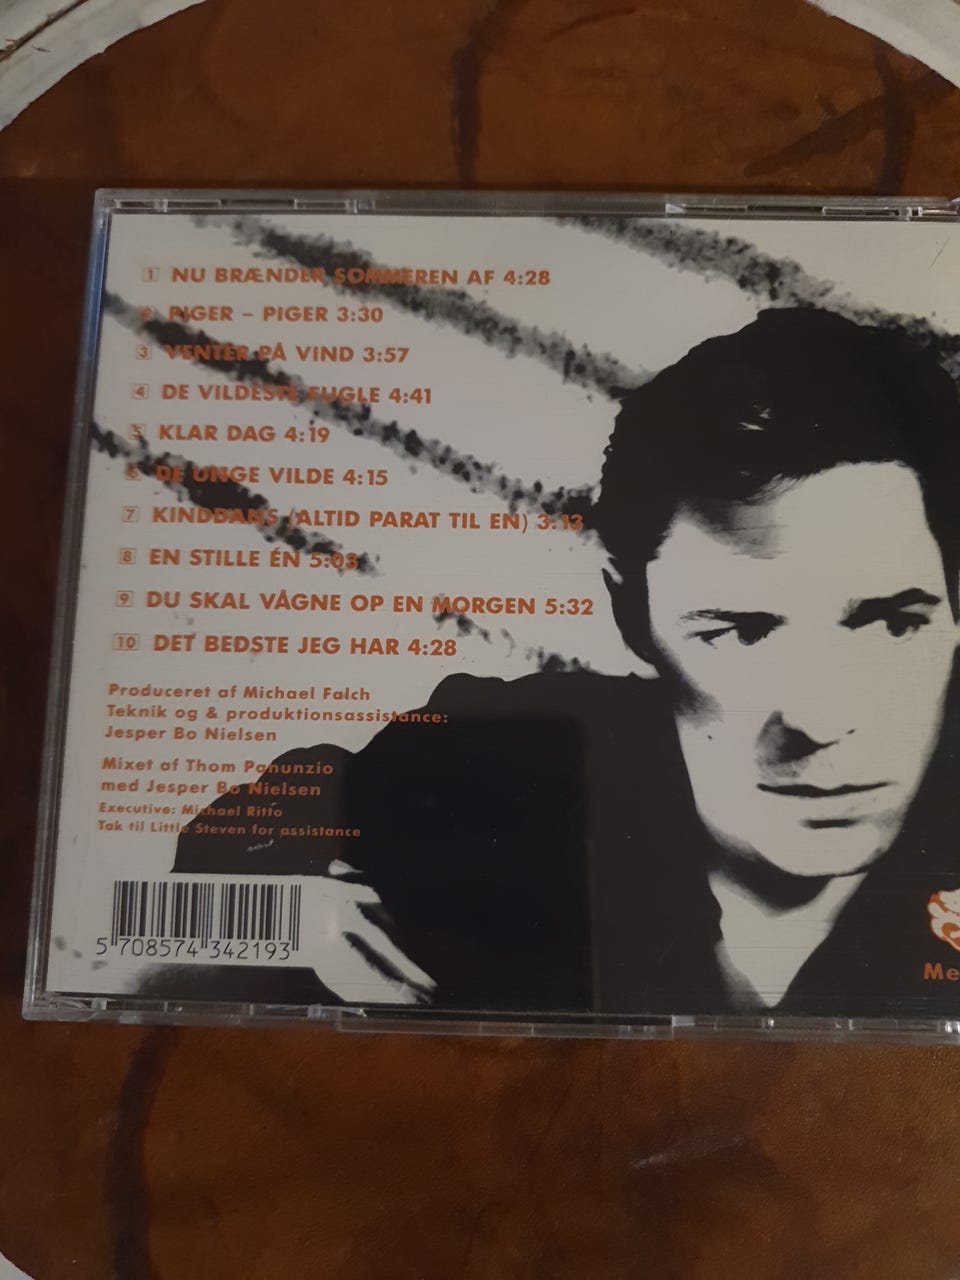 1 NU BRÆNDER SOMMEREN AF 4:28
2 PIGER – PIGER 3:30
3 VENTER PÅ VIND 3:57
4 DE VILDESTE FUGLE 4:41
5 KLAR DAG 4:19
6 DE UNGE VILDE 4:15
7 KINDDANS (ALTID PARAT TIL EN) 3:13
8 EN STILLE ÉN 5:03
9 DU SKAL VÅGNE OP EN MORGEN 5:32
10 DET BEDSTE JEG HAR 4:28
Produceret af Michael Falch
Teknik og & produktionsassistance:
Jesper Bo Nielsen
Mixet af Thom Panunzio
med Jesper Bo Nielsen
Executive: Michael Ritto
Tak til Little Steven for assistance
5 708574 342193
Me